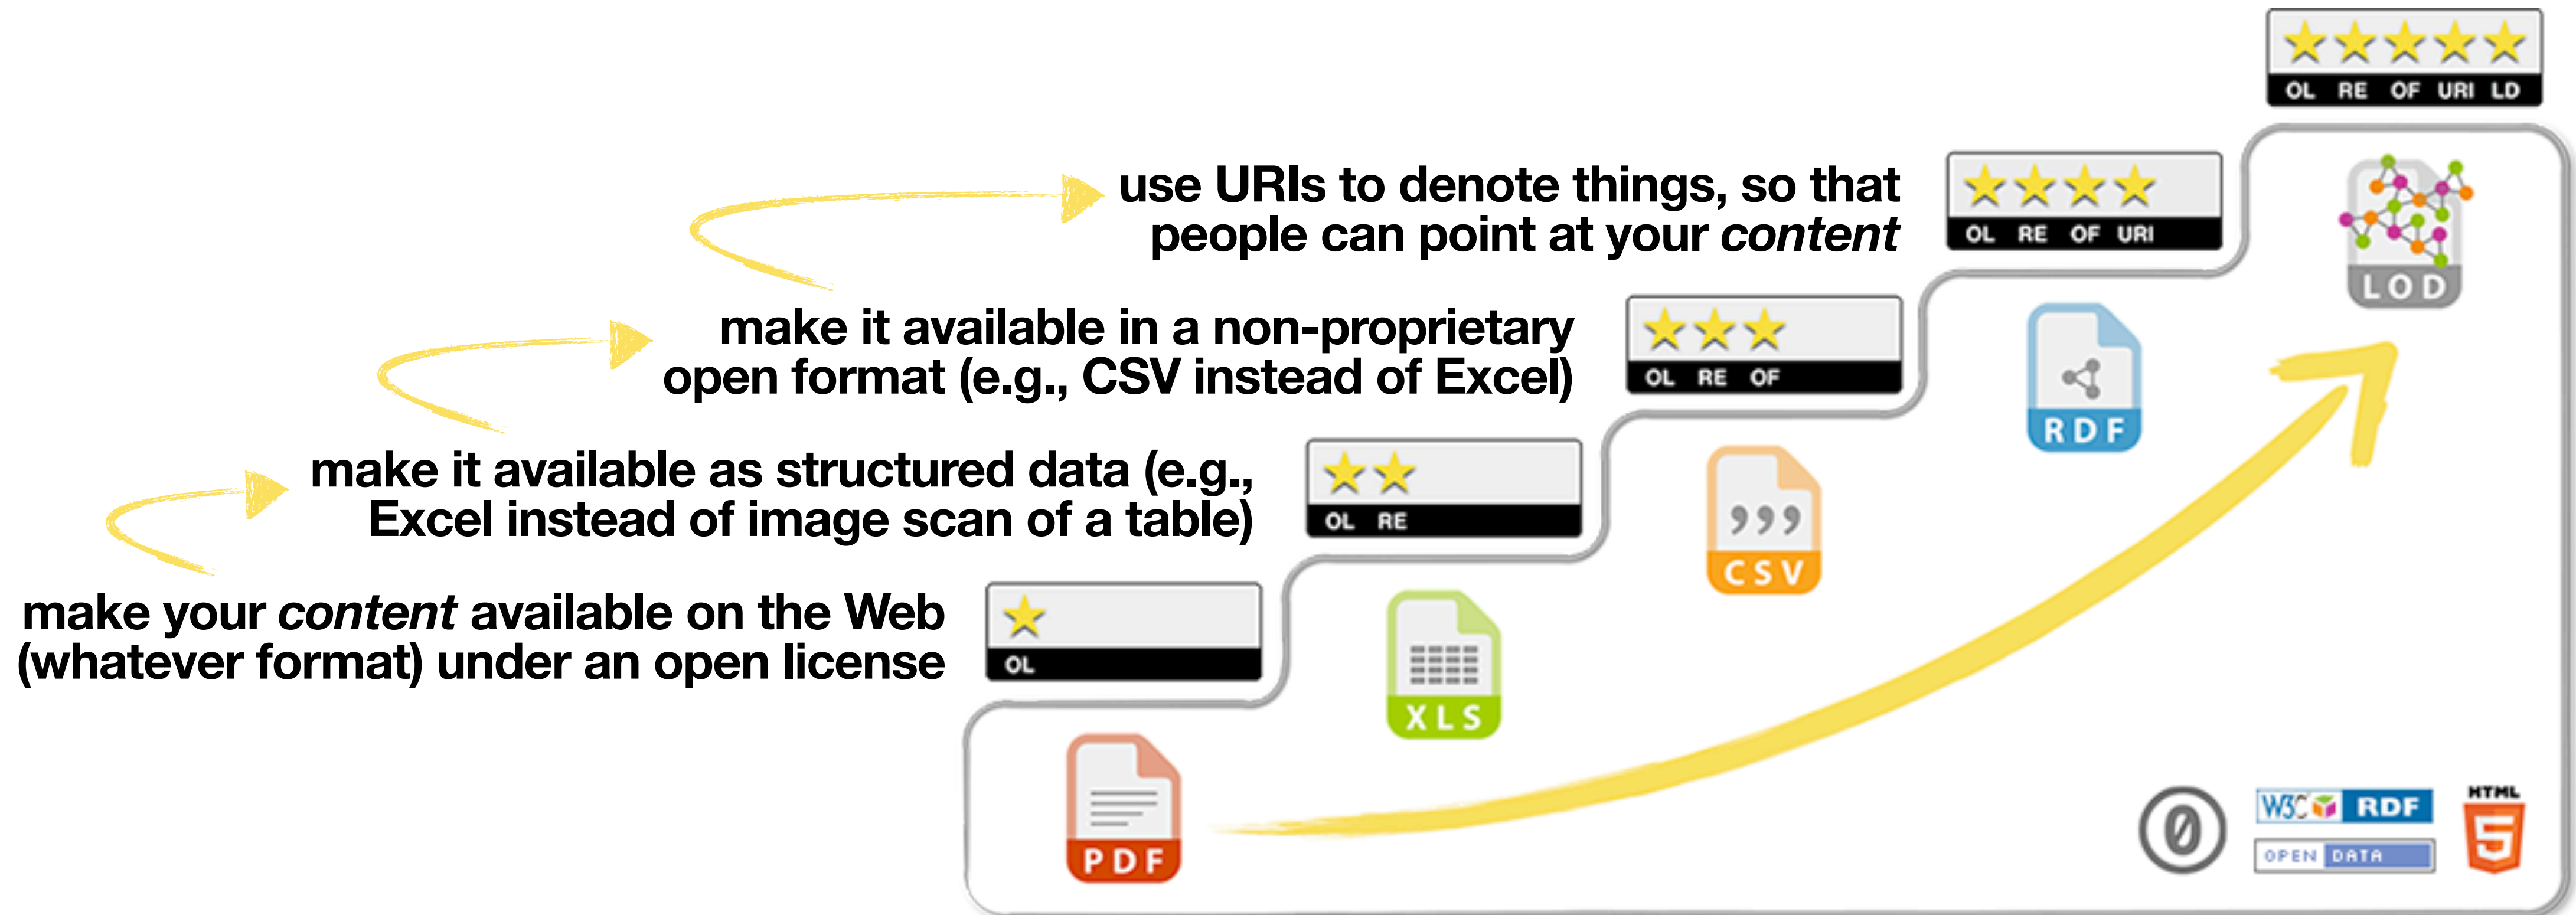 OL RE OF URI LD
use URIs to denote things, so that
people can point at your content
OL RE OF URI
LOD
make it available in a non-proprietary
open format (e.g., CSV instead of Excel)
OL RE OF
RDF
make it available as structured data (e.g.,
Excel instead of image scan of a table)
OL RE
,,,
CSV
make your content available on the Web
(whatever format) under an open license
OL
XLS
PDF
0
W3C RDF
OPEN DATA
HTML
5